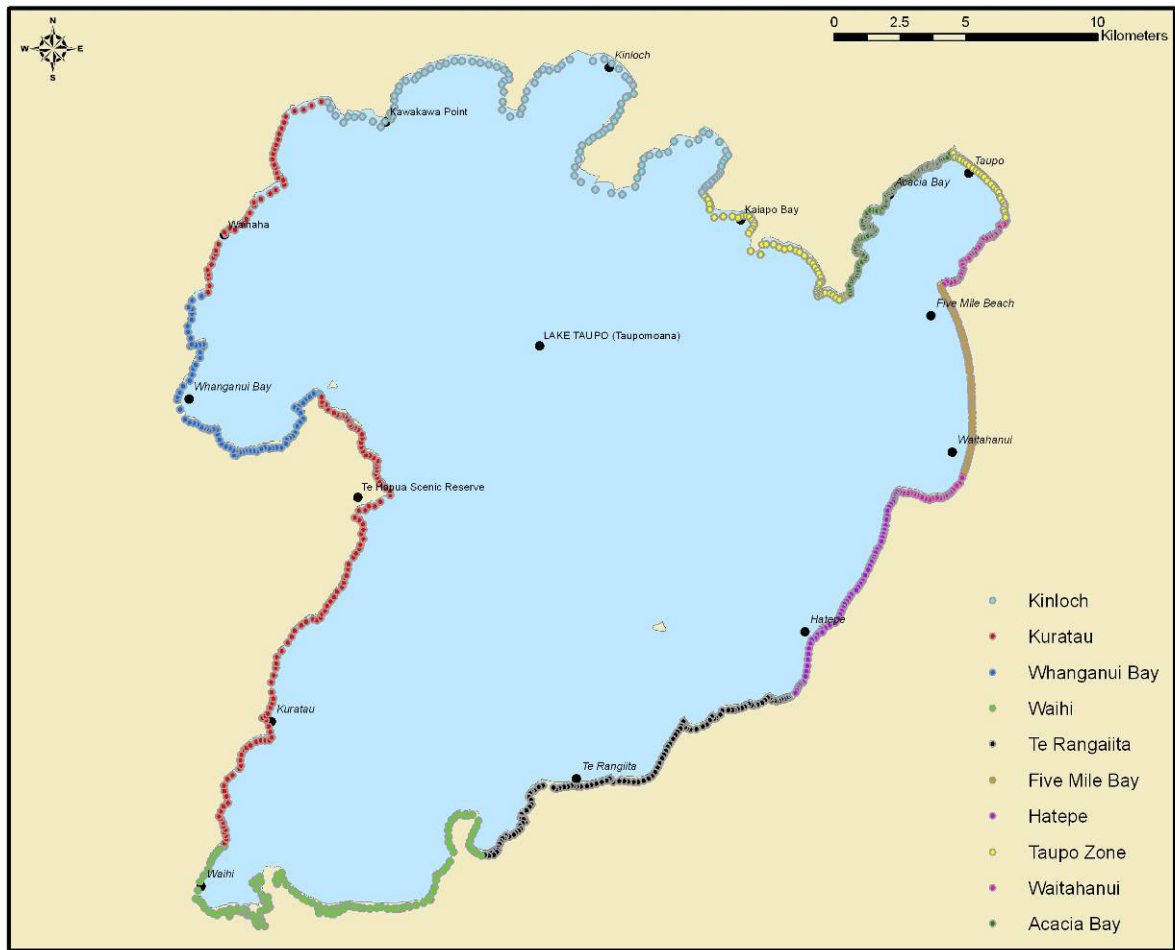 N
W E
S
0 2.5 5 10
Kilometers
Kinloch
Kawakawa Point
Taupo
Acacia Bay
Kaiapo Bay
Waihaha
Five Mile Beach
LAKE TAUPO (Taupomoana)
Whanganui Bay
Waitahanui
Te Hapua Scenic Reserve
Hatepe
Kuratau
Te Rangiita
Waihi
Kinloch
Kuratau
Whanganui Bay
Waihi
Te Rangaiita
Five Mile Bay
Hatepe
Taupo Zone
Waitahanui
Acacia Bay